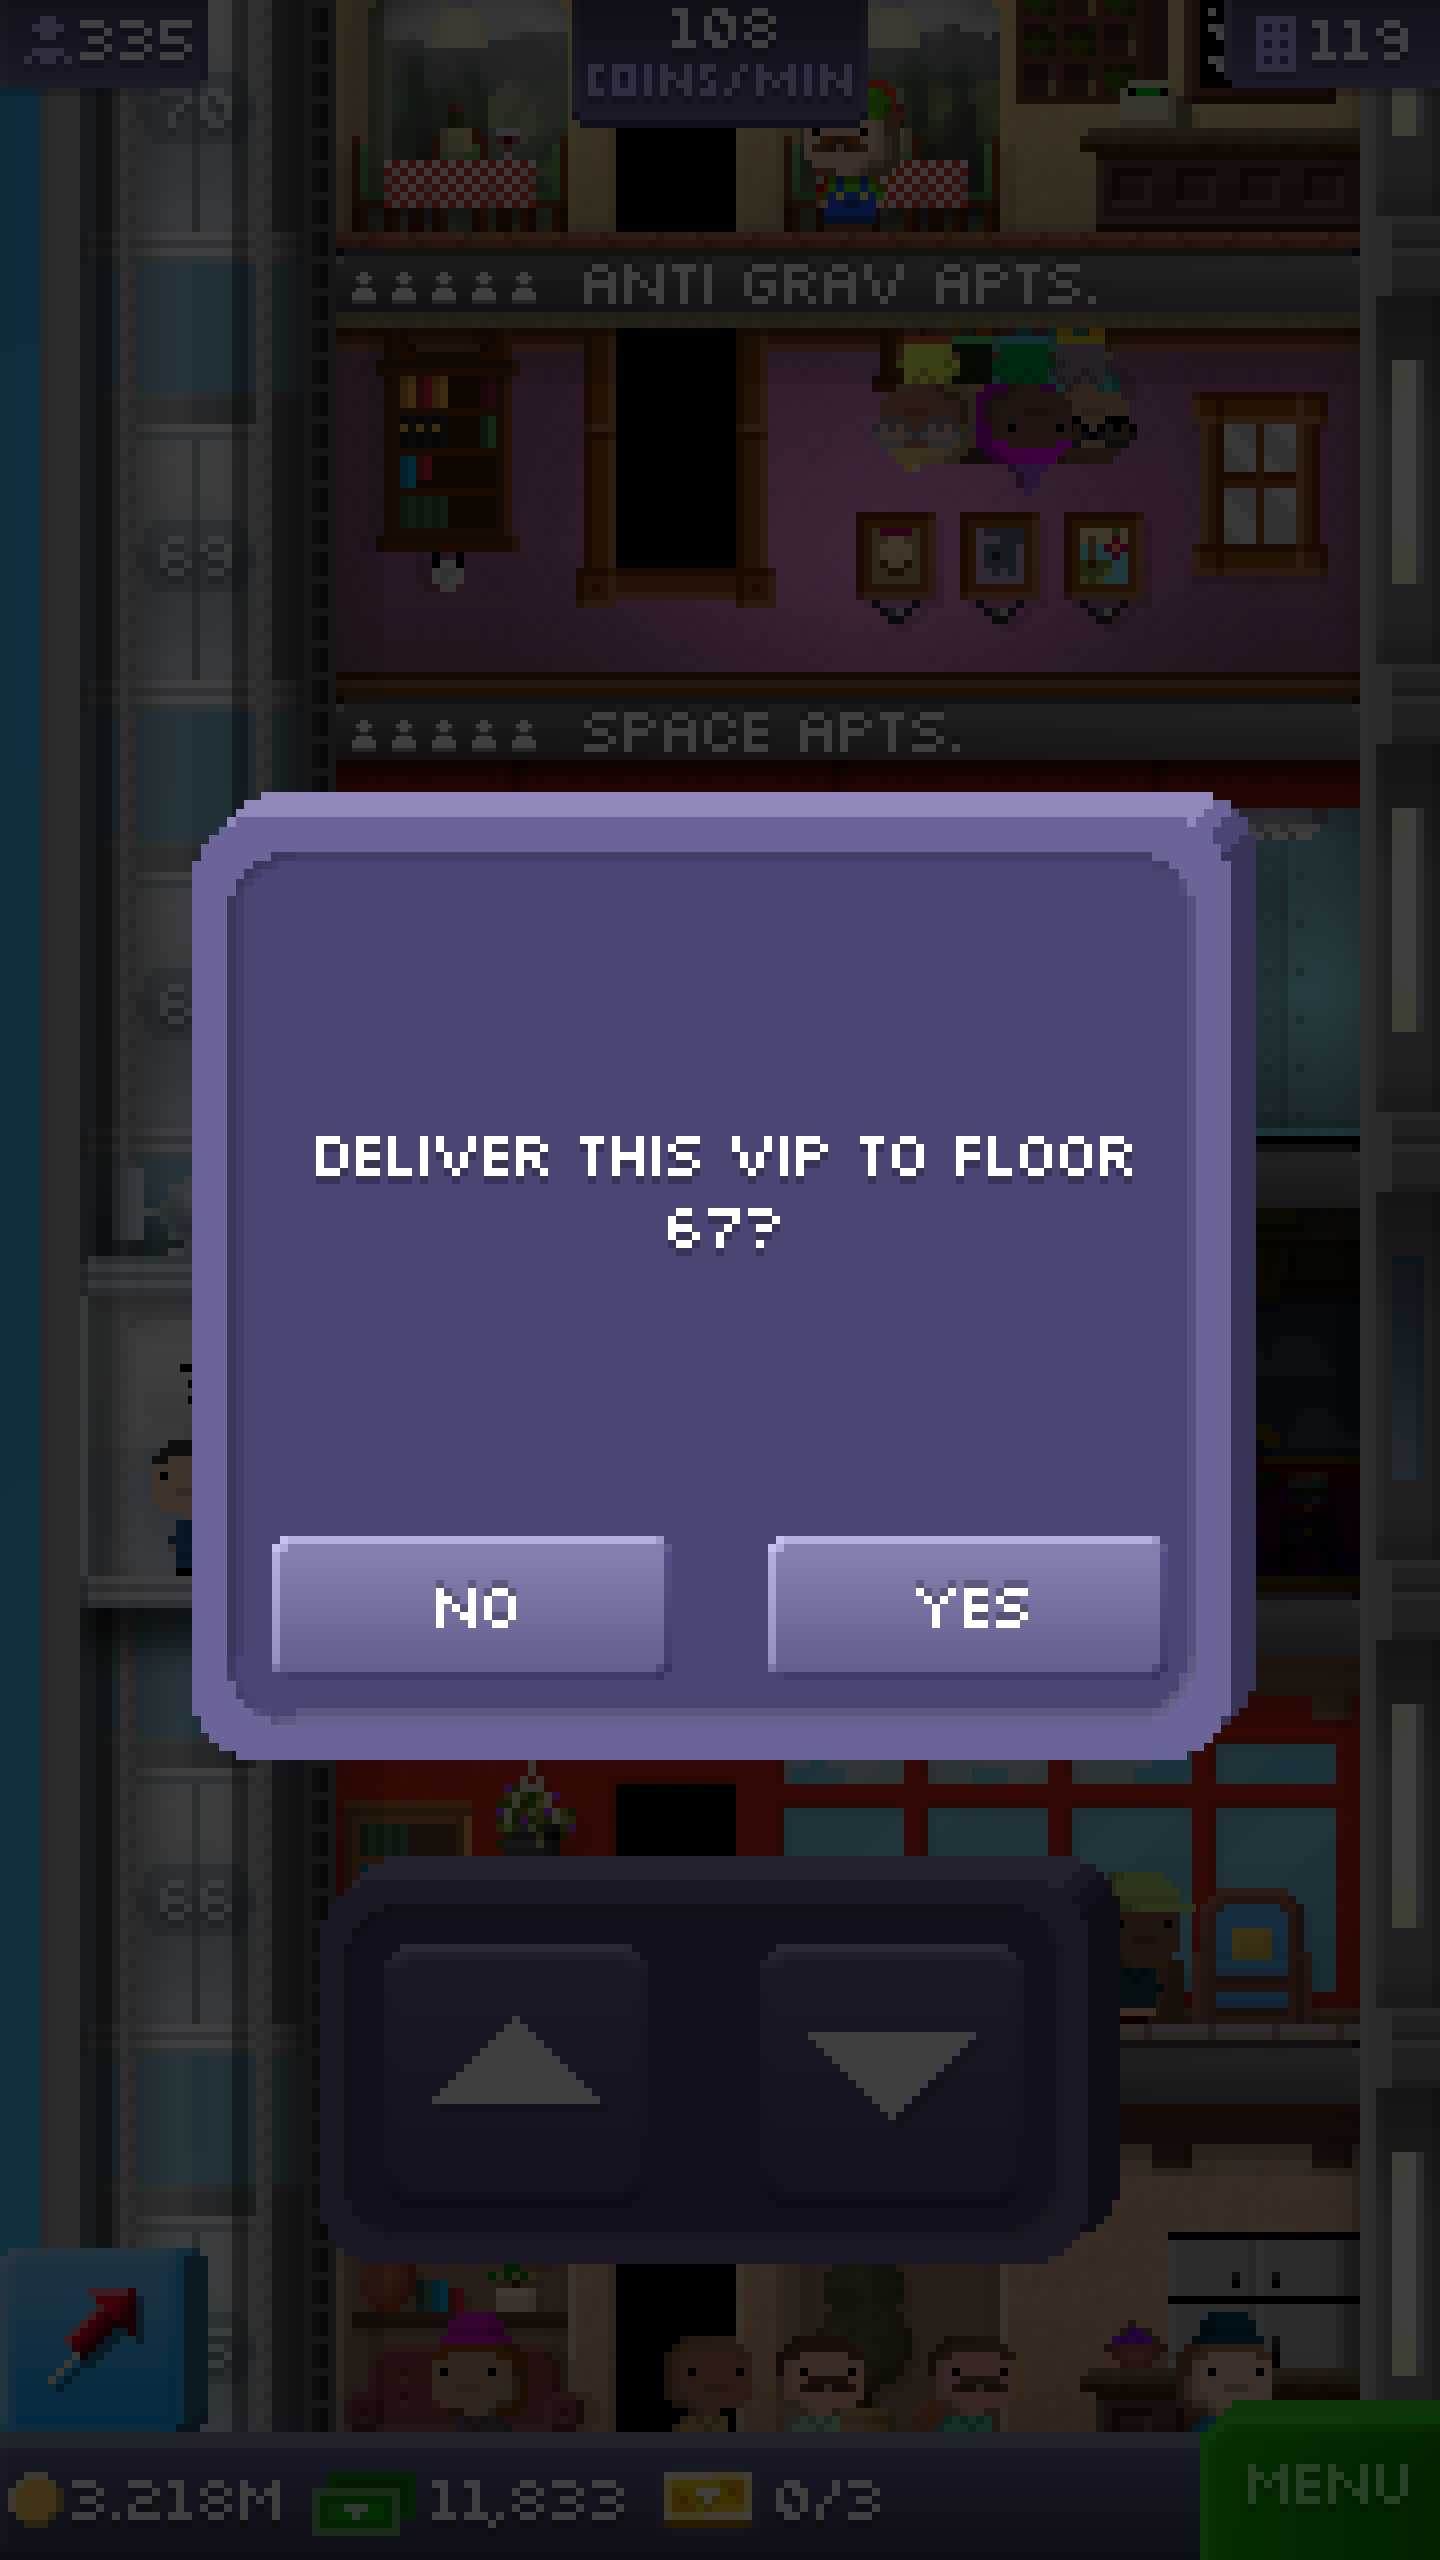 335
108
COINS/MIN
119
70
ANTI GRAV APTS.
SPACE APTS.
DELIVER THIS VIP TO FLOOR
67?
NO
YES
3.218M
11,833
0/3
MENU